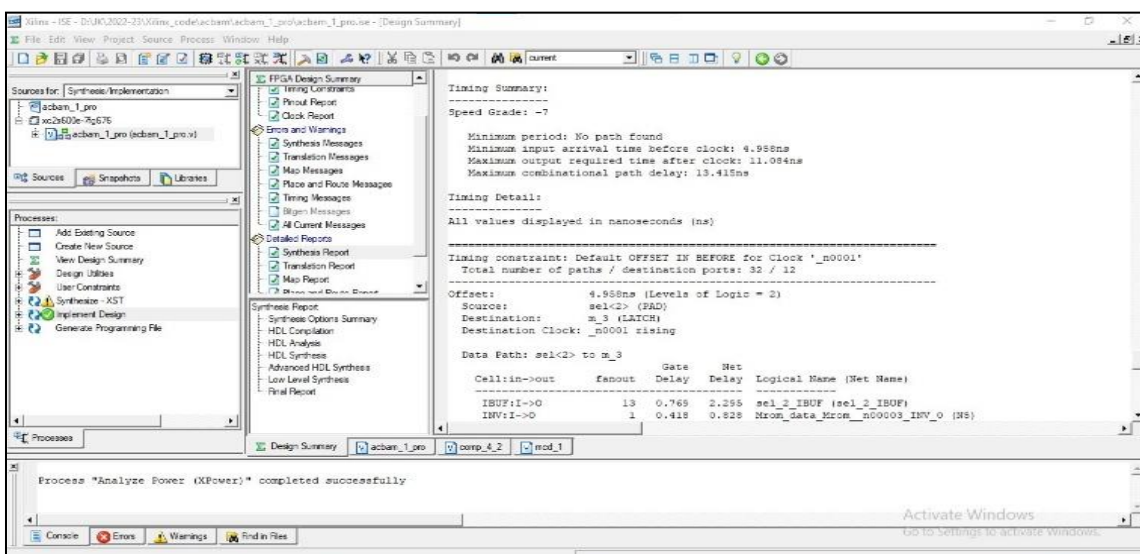 Xilinx - ISE - D:\JK\2022-23\Xilinx_code\acbam\acbam_1_pro\acbam_1_pro.ise - [Design Summary]
File Edit View Project Source Process Window Help
current
Sources for: Synthesis/Implementation
acbam_1_pro
xc2s600e-7fg676
acbam_1_pro (acbam_1_pro.v)
Sources Snapshots Libraries
Processes:
Add Existing Source
Create New Source
View Design Summary
Design Utilities
User Constraints
Synthesize - XST
Implement Design
Generate Programming File
Processes
FPGA Design Summary
Timing Constraints
Pinout Report
Clock Report
Errors and Warnings
Synthesis Messages
Translation Messages
Map Messages
Place and Route Messages
Timing Messages
Bitgen Messages
All Current Messages
Detailed Reports
Synthesis Report
Translation Report
Map Report
Place and Route Report
Synthesis Report
Synthesis Options Summary
HDL Compilation
HDL Analysis
HDL Synthesis
Advanced HDL Synthesis
Low Level Synthesis
Final Report
Timing Summary:
---------------
Speed Grade: -7
Minimum period: No path found
Minimum input arrival time before clock: 4.958ns
Maximum output required time after clock: 11.084ns
Maximum combinational path delay: 13.415ns
Timing Detail:
--------------
All values displayed in nanoseconds (ns)
Timing constraint: Default OFFSET IN BEFORE for Clock '_n0001'
Total number of paths / destination ports: 32 / 12
Offset: 4.958ns (Levels of Logic = 2)
Source: sel<2> (PAD)
Destination: m_3 (LATCH)
Destination Clock: _n0001 rising
Data Path: sel<2> to m_3
Gate Net
Cell:in->out fanout Delay Delay Logical Name (Net Name)
IBUF:I->O 13 0.769 2.295 sel_2_IBUF (sel_2_IBUF)
INV:I->O 1 0.418 0.828 Mrom_data_Mrom__n00003_INV_0 (N5)
Design Summary acbam_1_pro comp_4_2 mod_1
Process "Analyze Power (XPower)" completed successfully
Activate Windows
Go to Settings to activate Windows.
Console Errors Warnings Find in Files